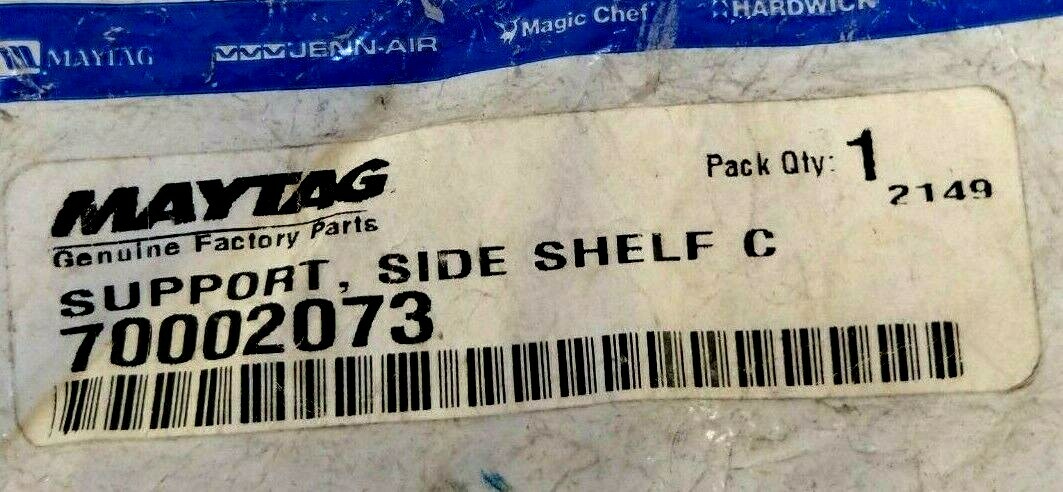 MAYTAG JENN-AIR Magic Chef HARDWICK
MAYTAG
Genuine Factory Parts
Pack Qty: 1
2149
SUPPORT, SIDE SHELF C
70002073